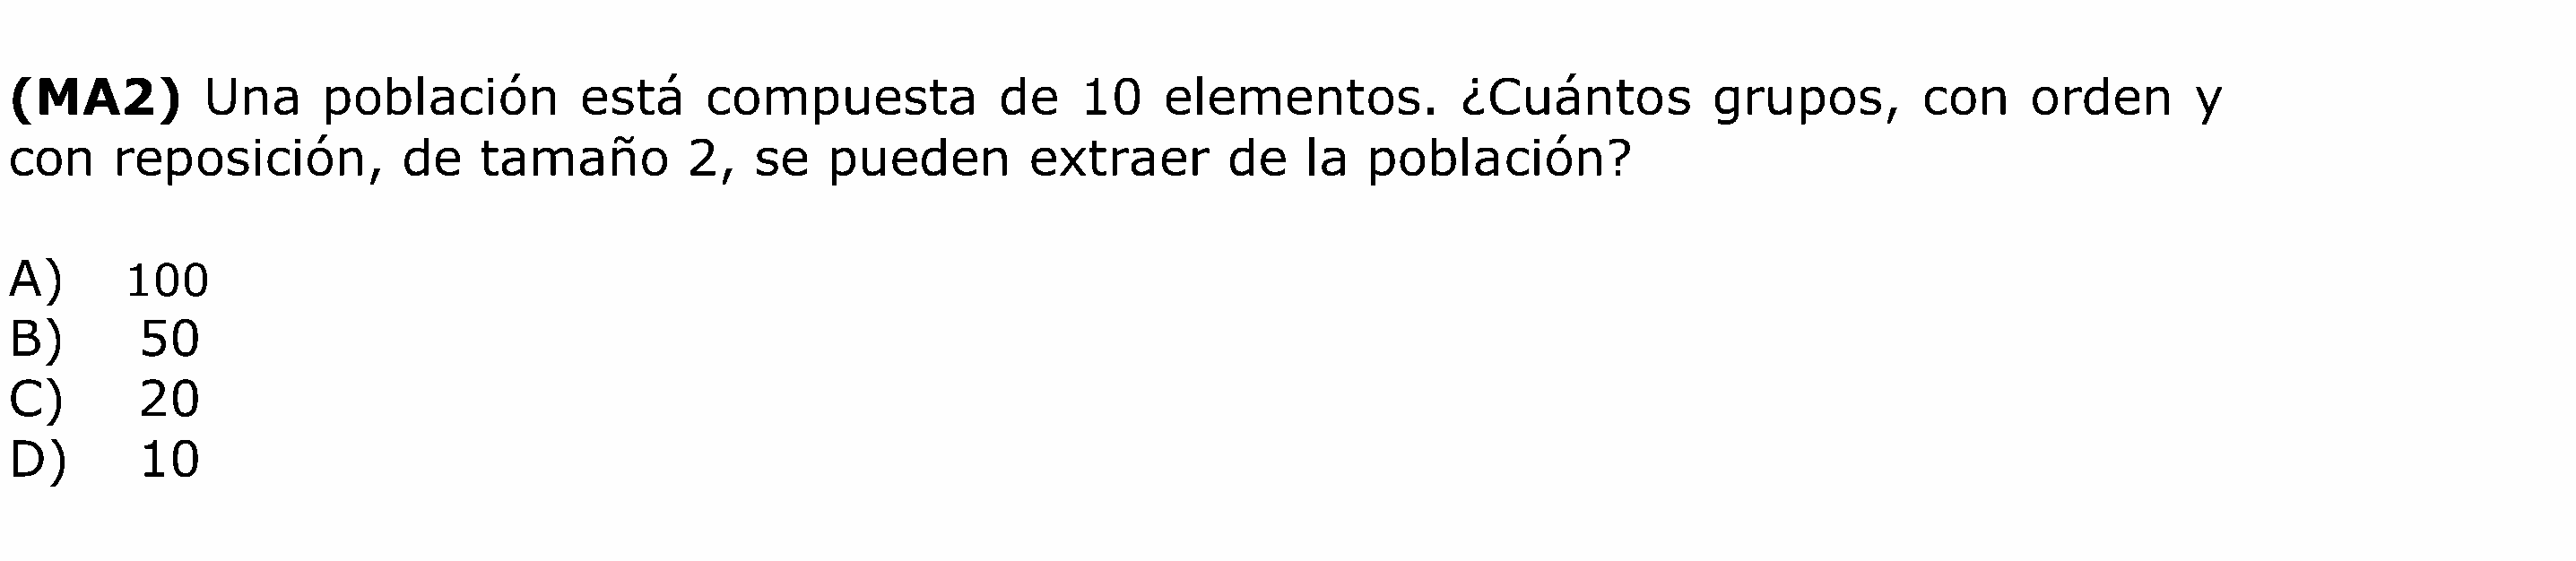 (MA2) Una población está compuesta de 10 elementos. ¿Cuántos grupos, con orden y
con reposición, de tamaño 2, se pueden extraer de la población?
A) 100
B) 50
C) 20
D) 10